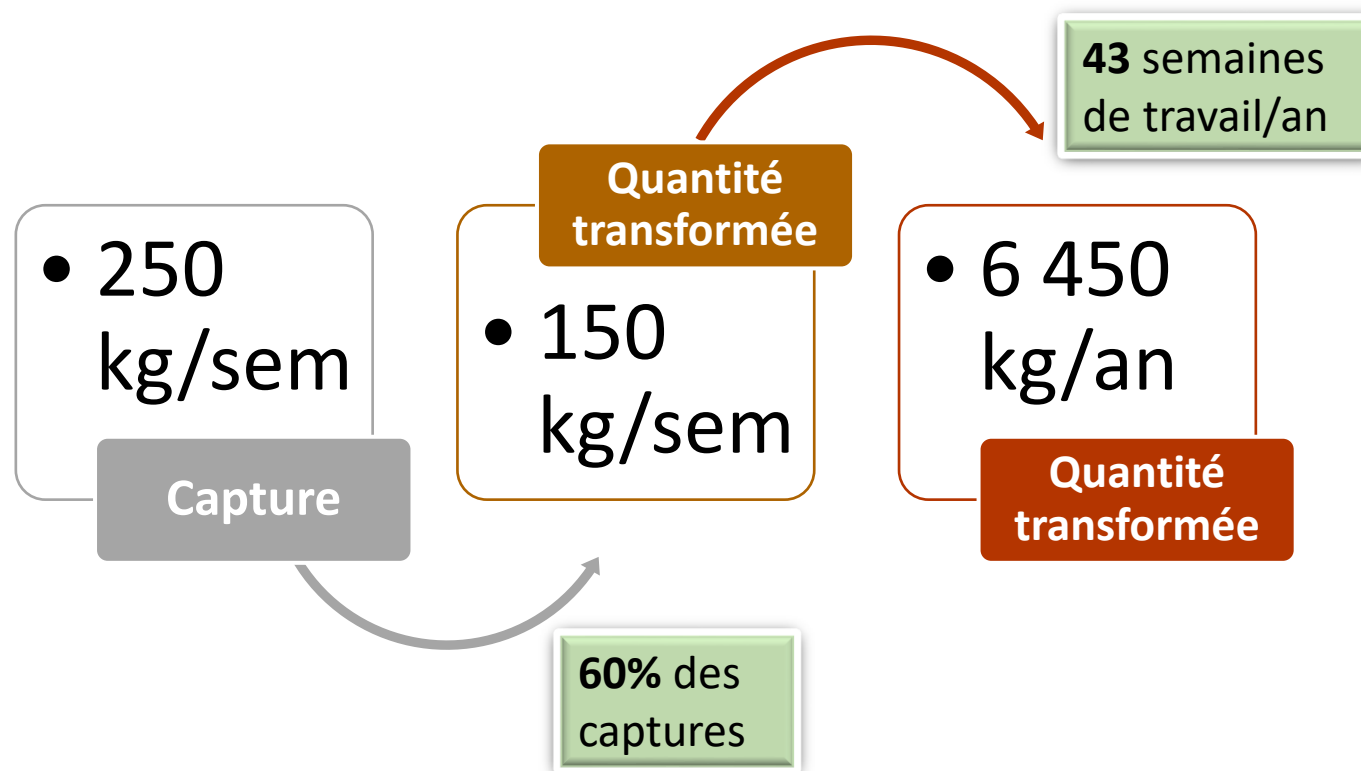 • 250
kg/sem
Capture
60% des
captures
Quantité
transformée
• 150
kg/sem
43 semaines
de travail/an
• 6 450
kg/an
Quantité
transformée